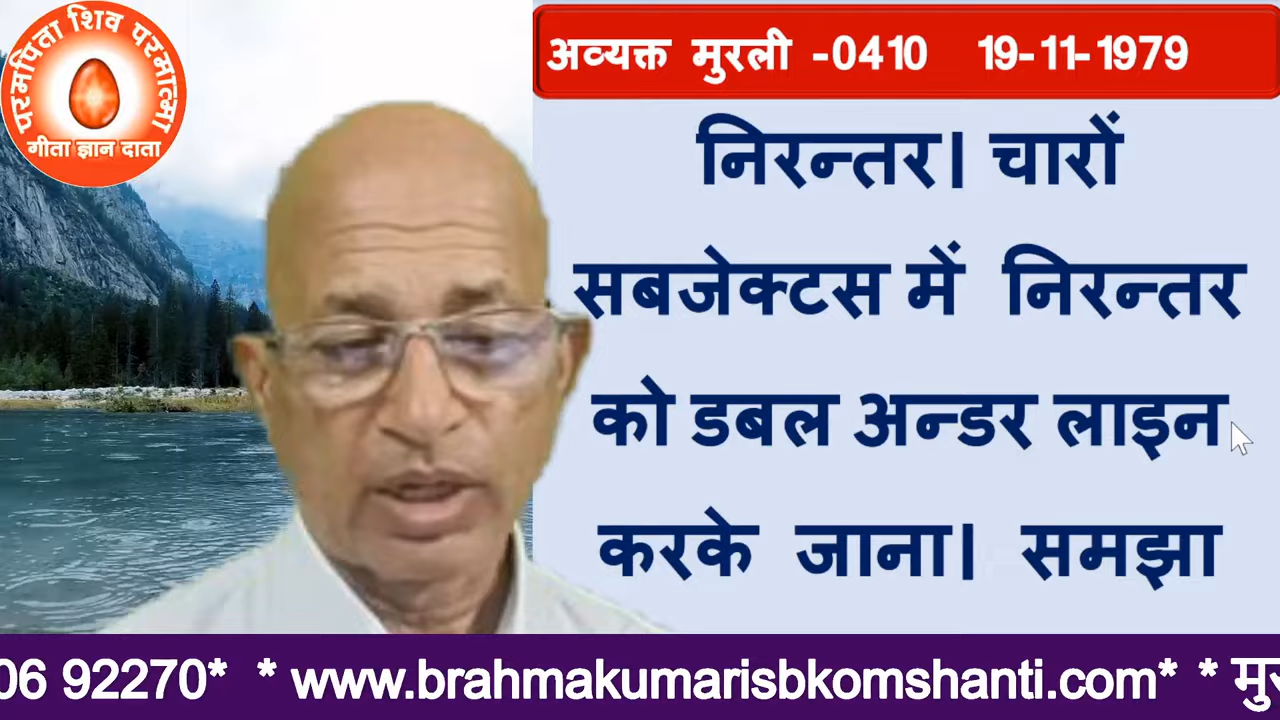 परमपिता शिव परमात्मा
गीता ज्ञान दाता
अव्यक्त मुरली -0410 19-11-1979
निरन्तर। चारों
सबजेक्टस में निरन्तर
को डबल अन्डर लाइन
करके जाना। समझा
06 92270* * www.brahmakumarisbkomshanti.com* *